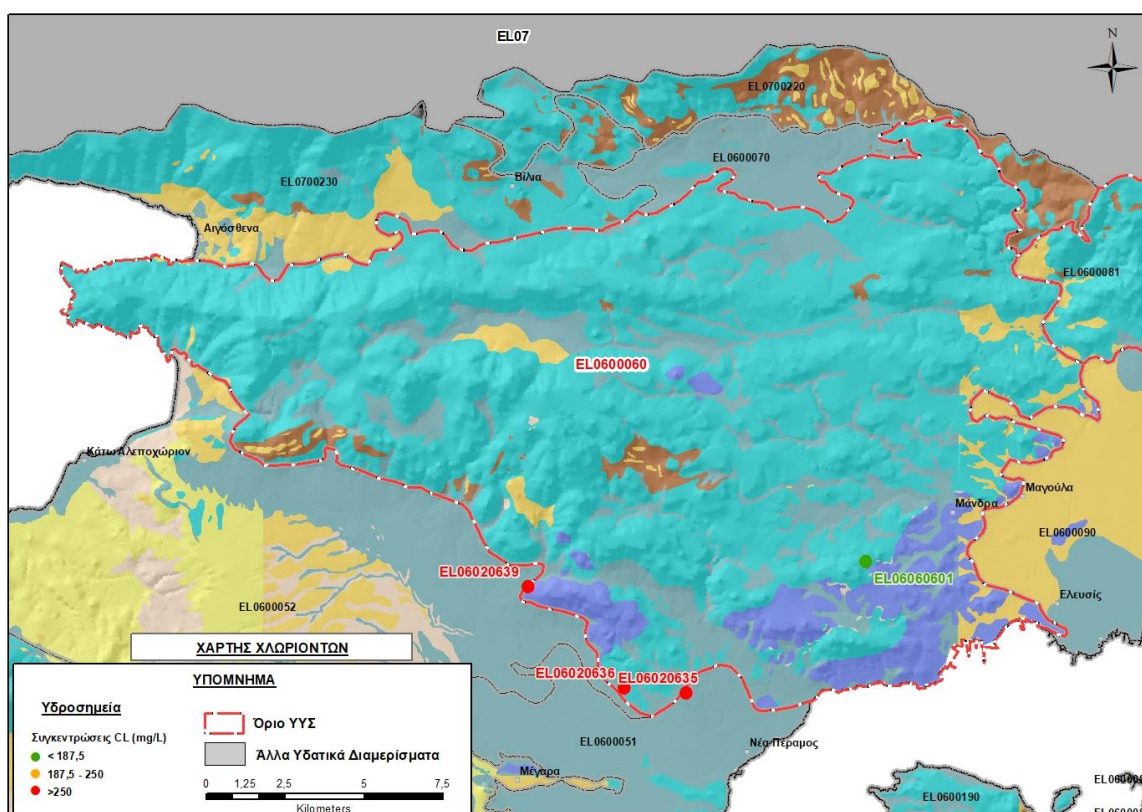 EL07
N
EL0700220
EL0600070
Βίλια
EL0700230
Αιγόσθενα
EL0600081
EL0600060
Κάτω Αλεποχώριον
Μαγούλα
Μάνδρα
EL0600090
EL06020639
EL06060601
Ελευσίς
EL0600052
ΧΑΡΤΗΣ ΧΛΩΡΙΟΝΤΩΝ
EL06020636
EL06020635
EL0600051
Νέα Πέραμος
Μέγαρα
EL0600190
ΥΠΟΜΝΗΜΑ
Υδροσημεία
Συγκεντρώσεις CL (mg/L)
< 187,5
187,5 - 250
>250
Όριο ΥΥΣ
Άλλα Υδατικά Διαμερίσματα
0 1,25 2,5 5 7,5
Kilometers